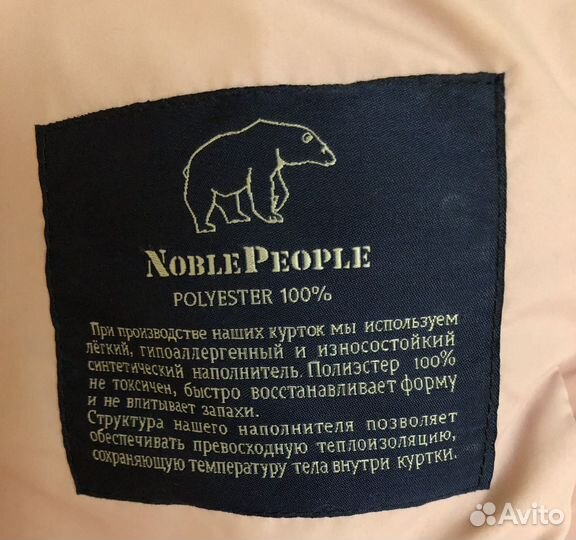 NOBLEPEOPLE
POLYESTER 100%
При производстве наших курток мы используем
лёгкий, гипоаллергенный и износостойкий
синтетический наполнитель. Полиэстер 100%
не токсичен, быстро восстанавливает форму
и не впитывает запахи.
Структура нашего наполнителя позволяет
обеспечивать превосходную теплоизоляцию,
сохраняющую температуру тела внутри куртки.
Avito